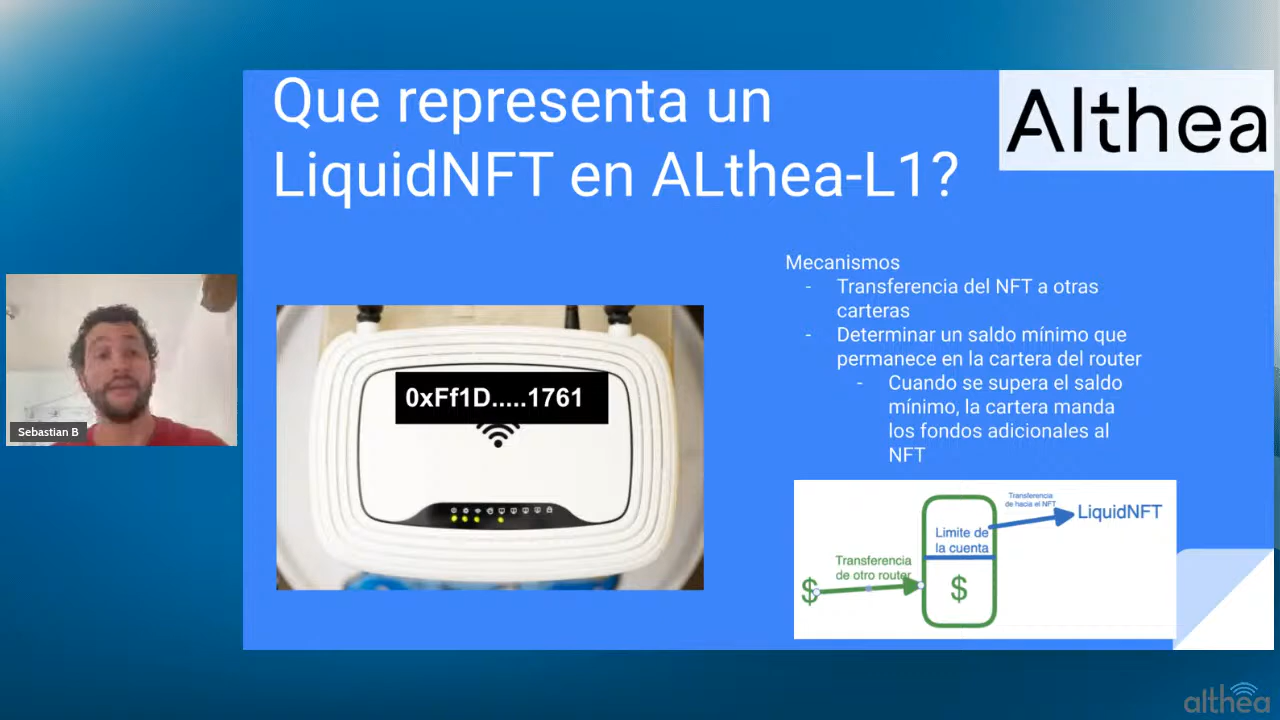 Que representa un
LiquidNFT en ALthea-L1?
Althea
Mecanismos
- Transferencia del NFT a otras
carteras
- Determinar un saldo mínimo que
permanece en la cartera del router
- Cuando se supera el saldo
mínimo, la cartera manda
los fondos adicionales al
NFT
0xFf1D.....1761
Sebastian B
Transferencia
de hacia el NFT
LiquidNFT
Limite de
la cuenta
Transferencia
de otro router
$
$
althea